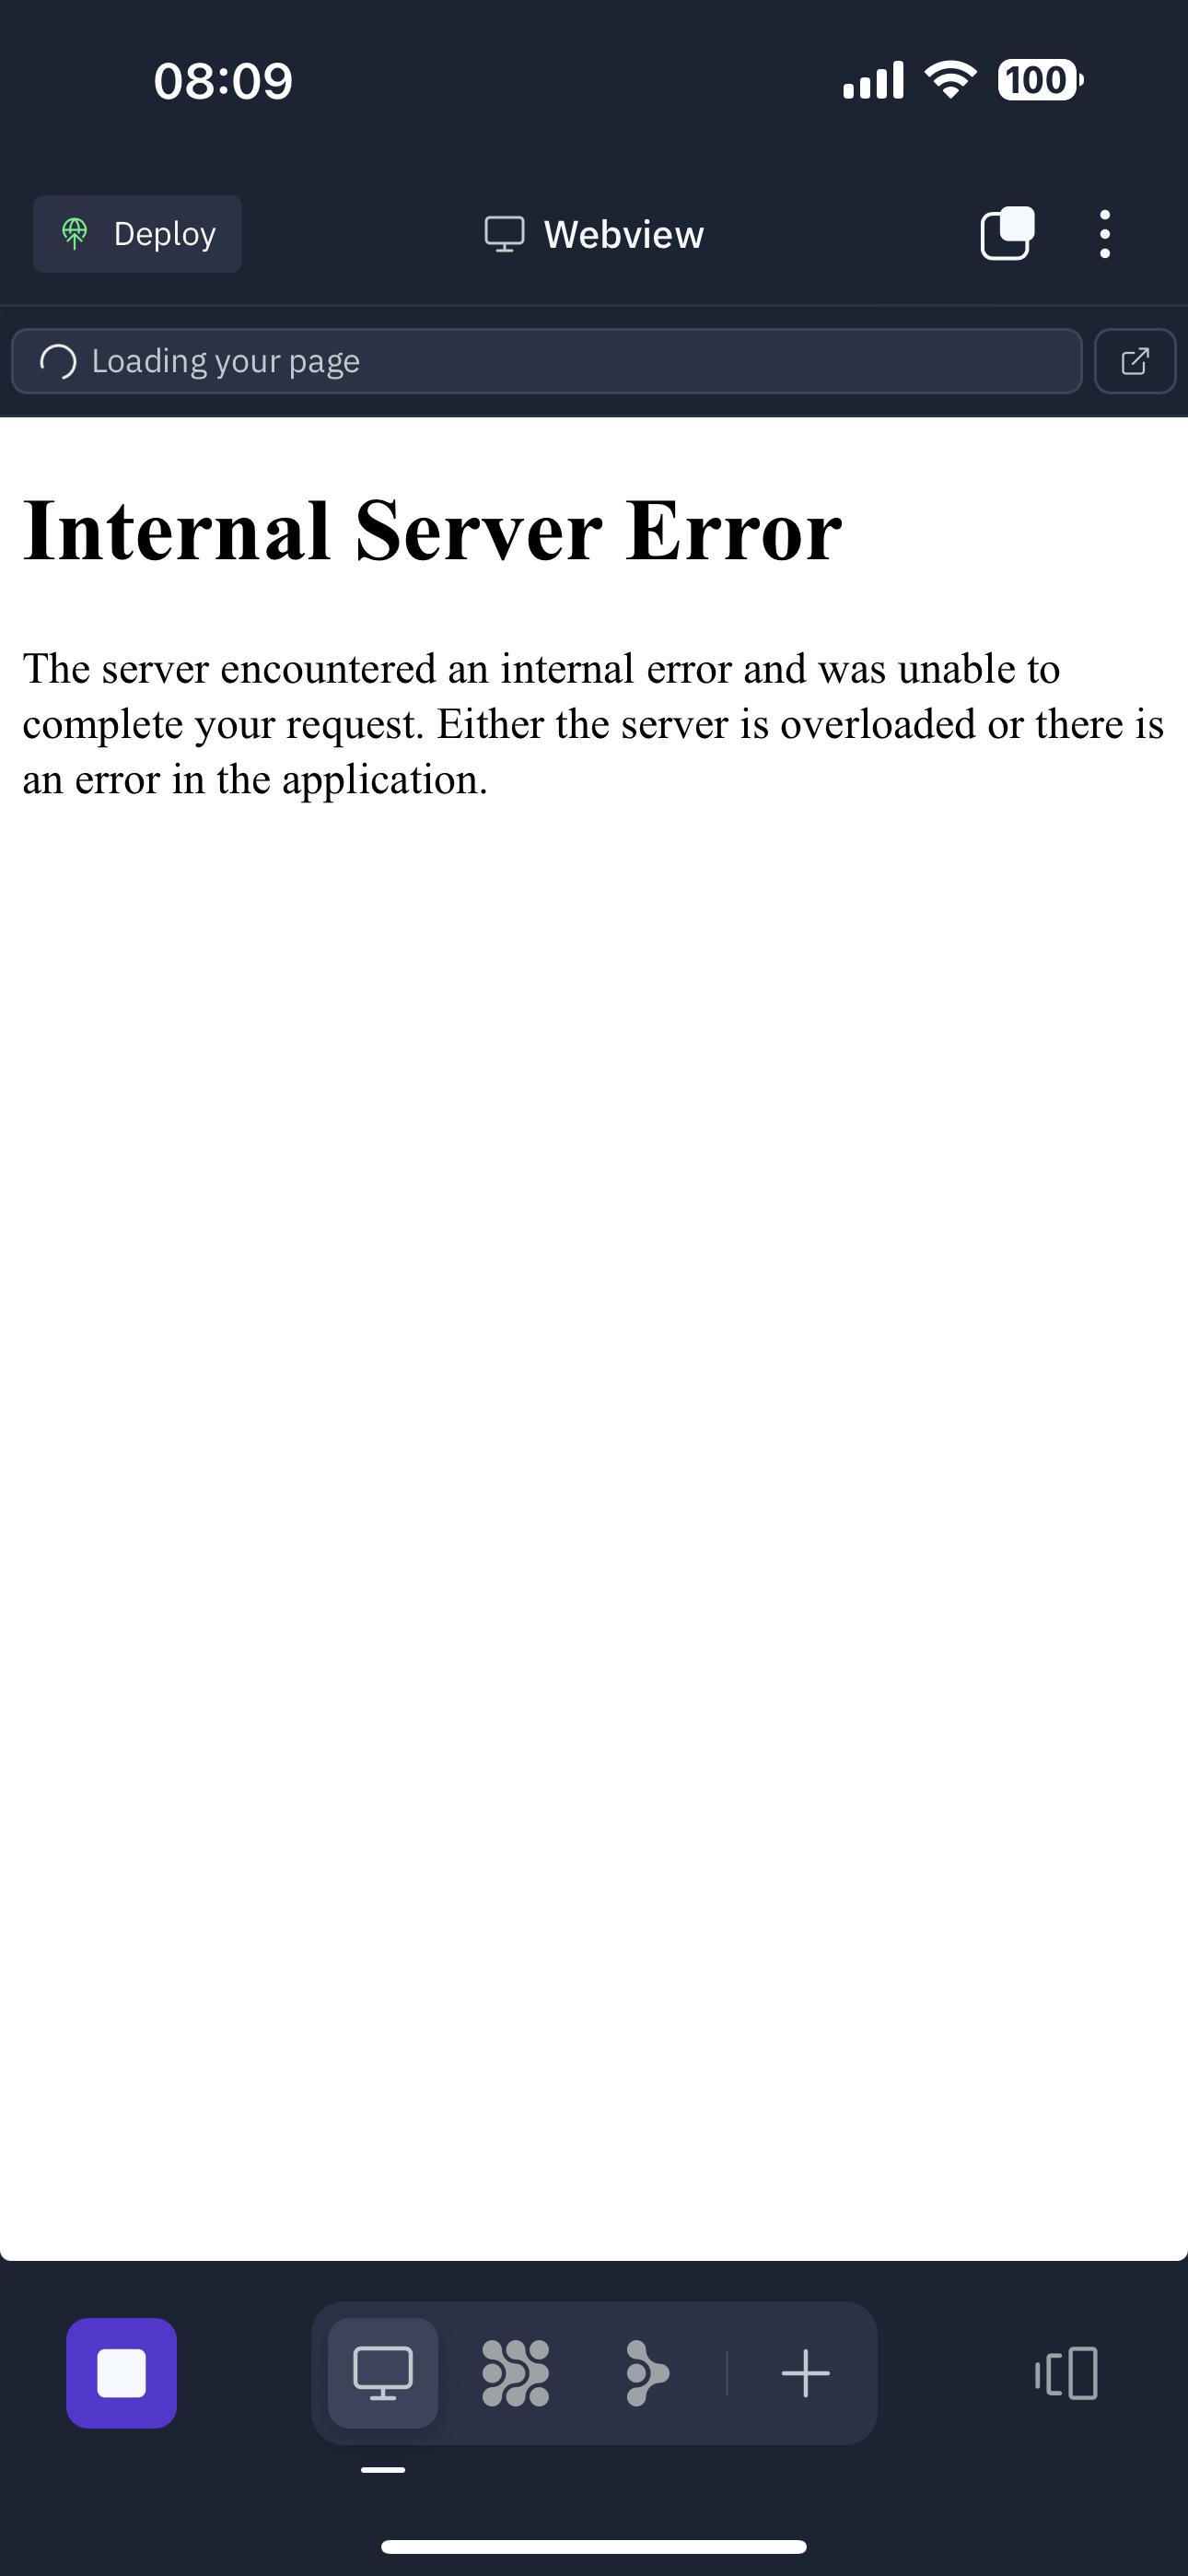 08:09
100
Deploy
Webview
Loading your page
Internal Server Error
The server encountered an internal error and was unable to
complete your request. Either the server is overloaded or there is
an error in the application.